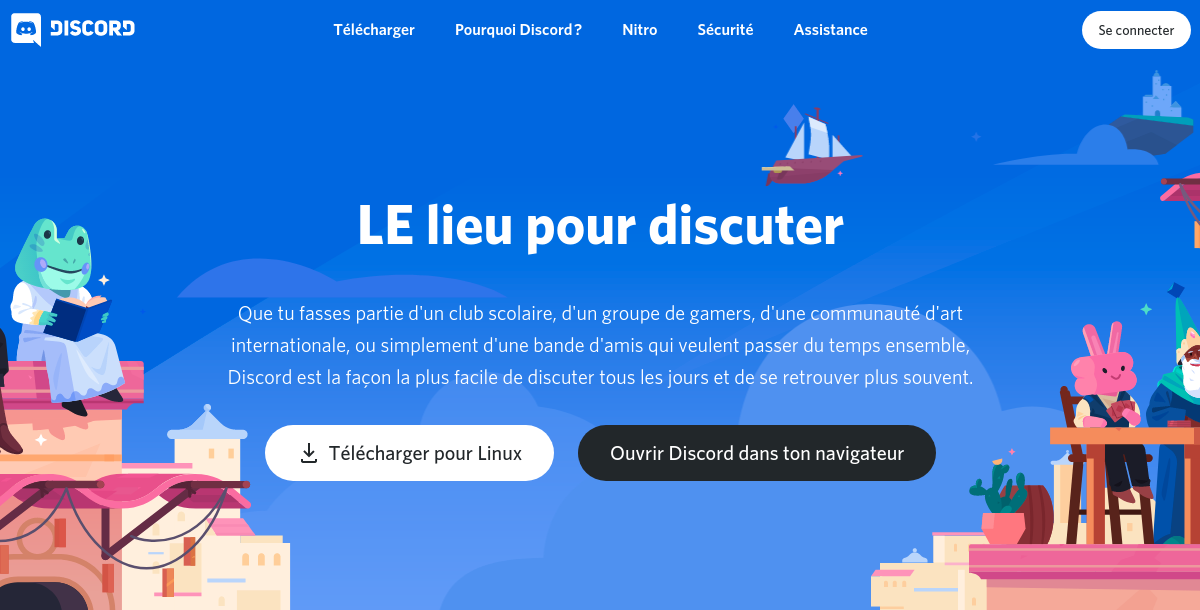 DISCORD
Télécharger
Pourquoi Discord ?
Nitro
Sécurité
Assistance
Se connecter
LE lieu pour discuter
Que tu fasses partie d'un club scolaire, d'un groupe de gamers, d'une communauté d'art
internationale, ou simplement d'une bande d'amis qui veulent passer du temps ensemble,
Discord est la façon la plus facile de discuter tous les jours et de se retrouver plus souvent.
Télécharger pour Linux
Ouvrir Discord dans ton navigateur